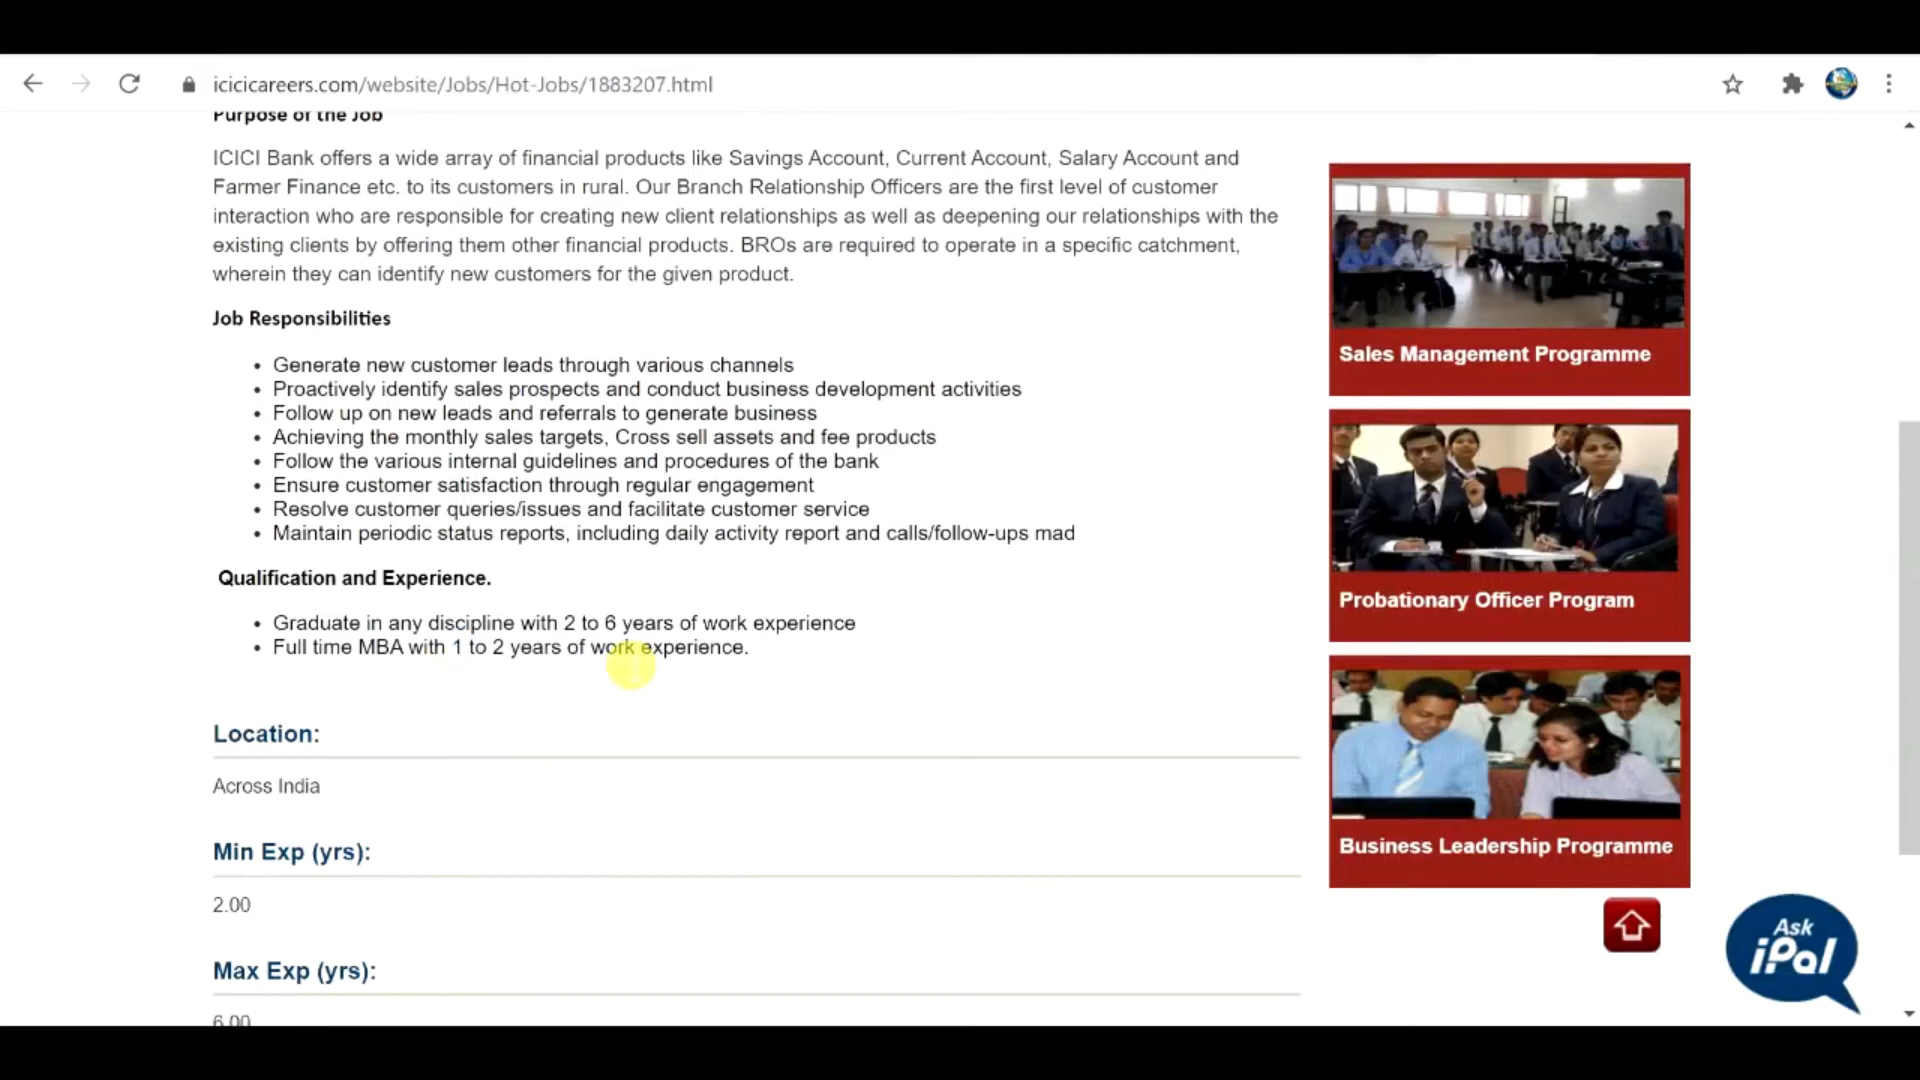 icicicareers.com/website/Jobs/Hot-Jobs/1883207.html
Purpose of the Job
ICICI Bank offers a wide array of financial products like Savings Account, Current Account, Salary Account and
Farmer Finance etc. to its customers in rural. Our Branch Relationship Officers are the first level of customer
interaction who are responsible for creating new client relationships as well as deepening our relationships with the
existing clients by offering them other financial products. BROs are required to operate in a specific catchment,
wherein they can identify new customers for the given product.
Job Responsibilities
• Generate new customer leads through various channels
• Proactively identify sales prospects and conduct business development activities
• Follow up on new leads and referrals to generate business
• Achieving the monthly sales targets, Cross sell assets and fee products
• Follow the various internal guidelines and procedures of the bank
• Ensure customer satisfaction through regular engagement
• Resolve customer queries/issues and facilitate customer service
• Maintain periodic status reports, including daily activity report and calls/follow-ups mad
Qualification and Experience.
• Graduate in any discipline with 2 to 6 years of work experience
• Full time MBA with 1 to 2 years of work experience.
Location:
Across India
Min Exp (yrs):
2.00
Max Exp (yrs):
6.00
Sales Management Programme
Probationary Officer Program
Business Leadership Programme
Ask
iPal